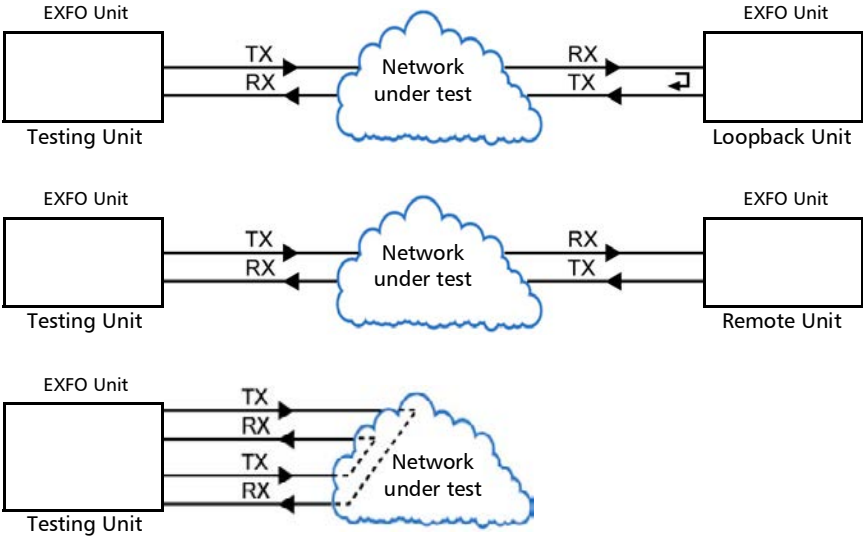 EXFO Unit
EXFO Unit
TX
RX
Network
under test
RX
TX
Testing Unit
Loopback Unit
EXFO Unit
EXFO Unit
TX
RX
Network
under test
RX
TX
Testing Unit
Remote Unit
EXFO Unit
TX
RX
TX
RX
Network
under test
Testing Unit